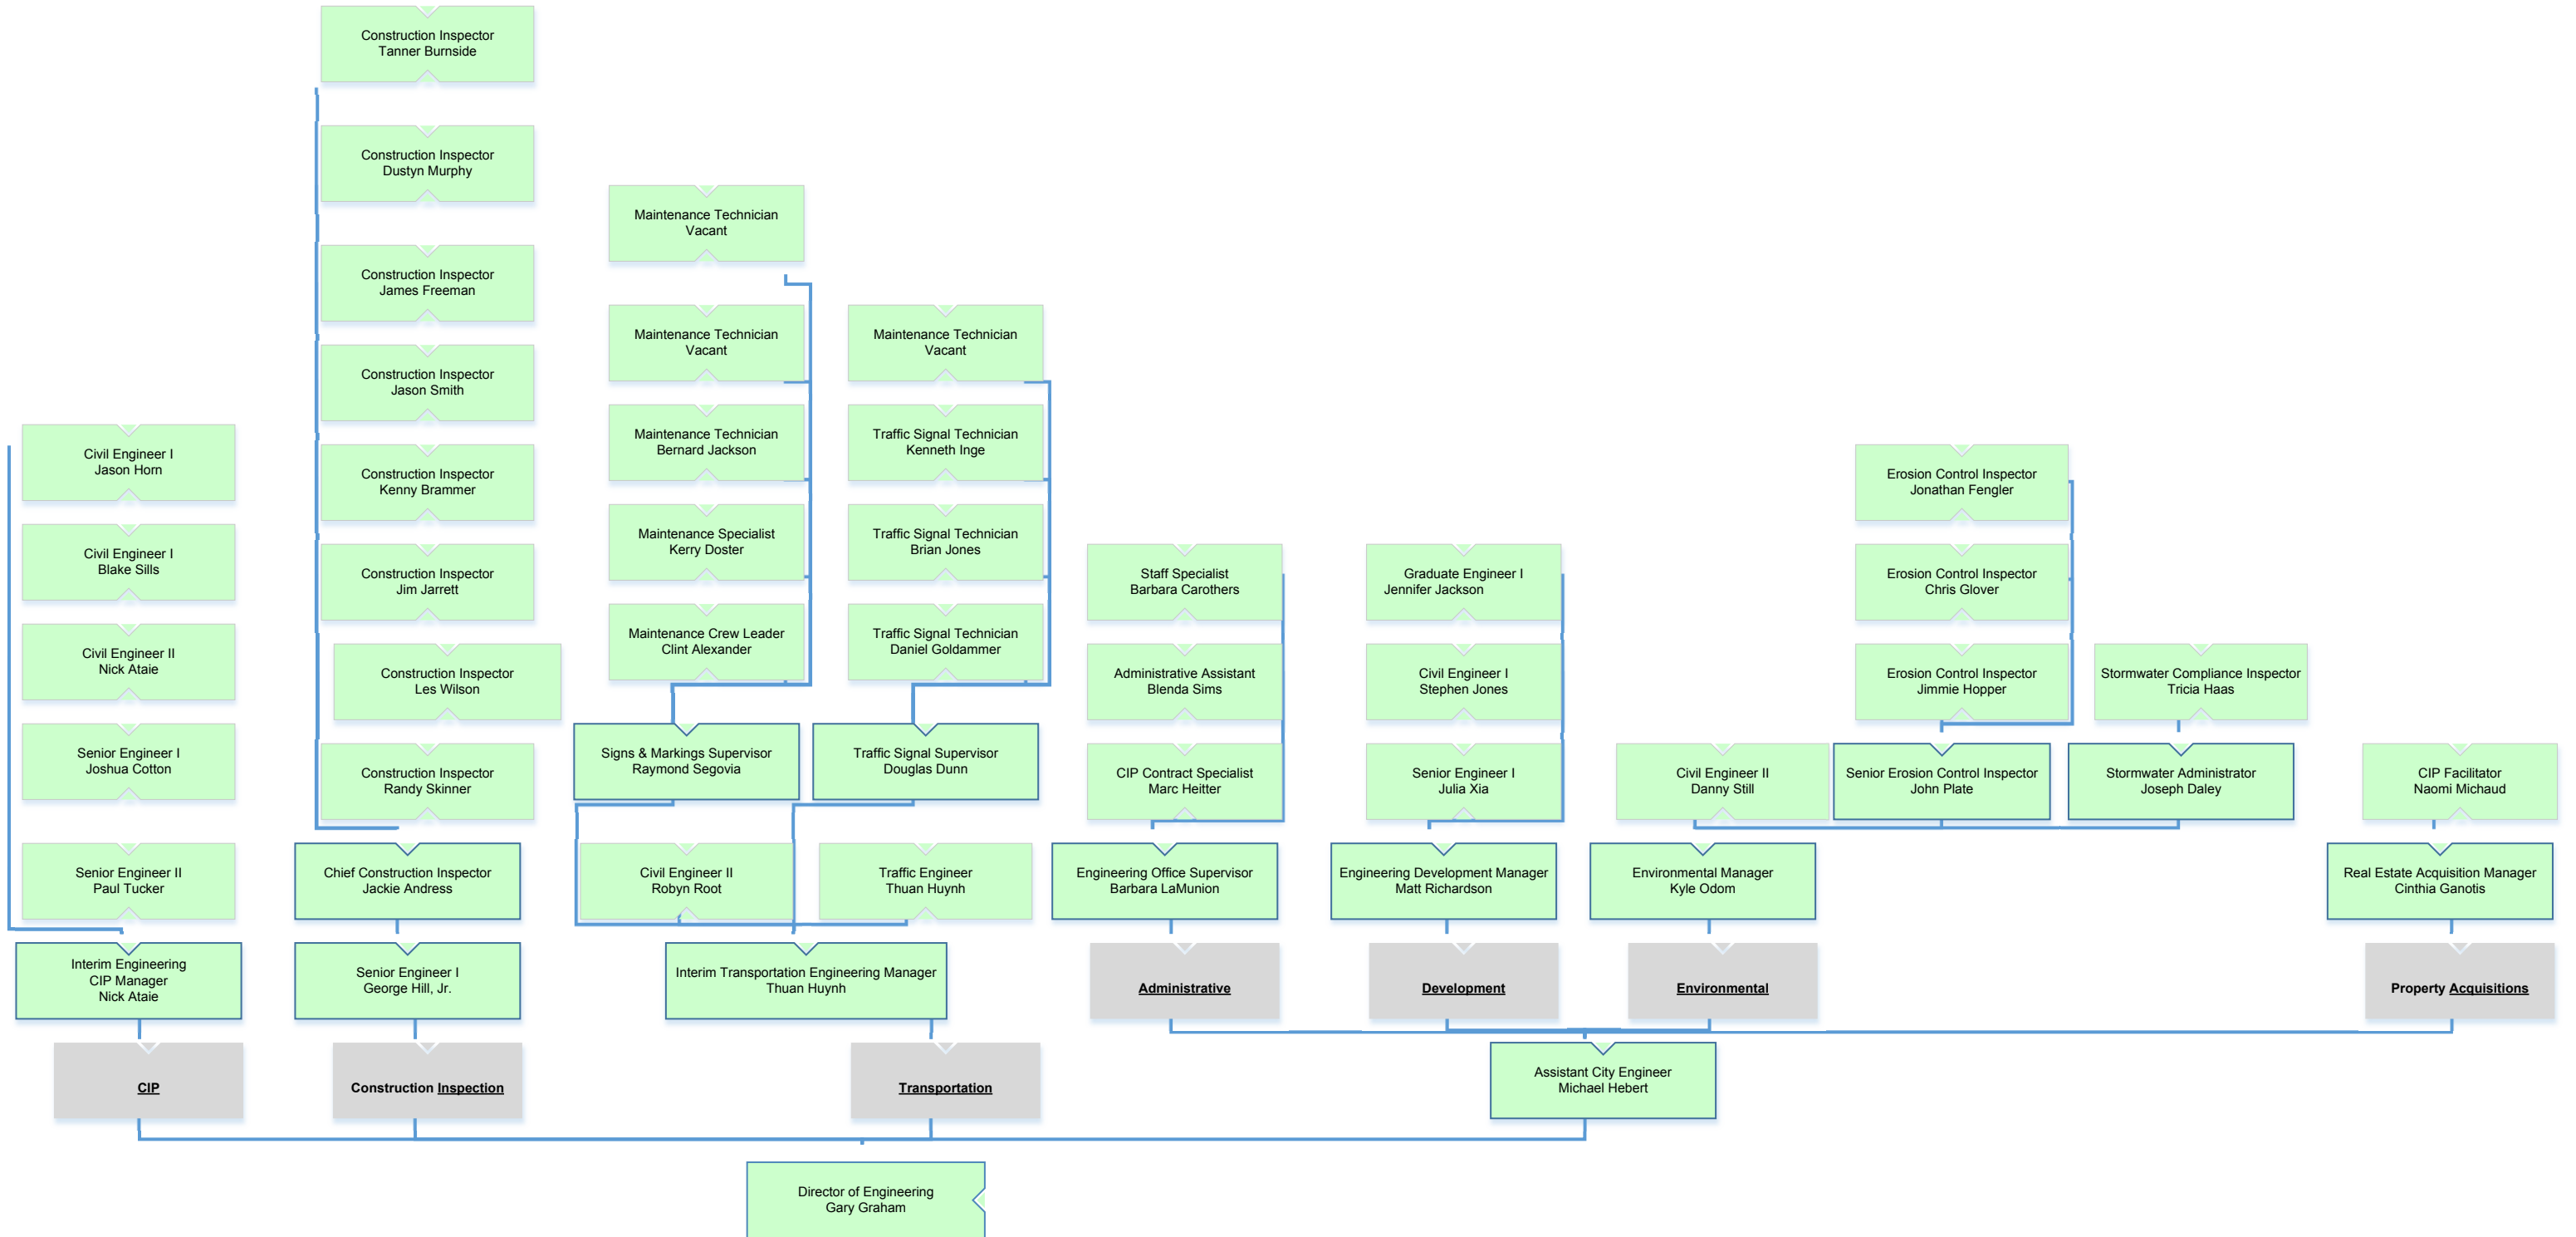 Construction Inspector
Tanner Burnside
Construction Inspector
Dustyn Murphy
Maintenance Technician
Vacant
Construction Inspector
James Freeman
Maintenance Technician
Vacant
Maintenance Technician
Vacant
Construction Inspector
Jason Smith
Maintenance Technician
Bernard Jackson
Traffic Signal Technician
Kenneth Inge
Civil Engineer I
Jason Horn
Construction Inspector
Kenny Brammer
Erosion Control Inspector
Jonathan Fengler
Maintenance Specialist
Kerry Doster
Traffic Signal Technician
Brian Jones
Civil Engineer I
Blake Sills
Construction Inspector
Jim Jarrett
Staff Specialist
Barbara Carothers
Graduate Engineer I
Jennifer Jackson
Erosion Control Inspector
Chris Glover
Maintenance Crew Leader
Clint Alexander
Traffic Signal Technician
Daniel Goldammer
Civil Engineer II
Nick Ataie
Construction Inspector
Les Wilson
Administrative Assistant
Blenda Sims
Civil Engineer I
Stephen Jones
Erosion Control Inspector
Jimmie Hopper
Stormwater Compliance Inspector
Tricia Haas
Senior Engineer I
Joshua Cotton
Construction Inspector
Randy Skinner
Signs & Markings Supervisor
Raymond Segovia
Traffic Signal Supervisor
Douglas Dunn
CIP Contract Specialist
Marc Heitter
Senior Engineer I
Julia Xia
Civil Engineer II
Danny Still
Senior Erosion Control Inspector
John Plate
Stormwater Administrator
Joseph Daley
CIP Facilitator
Naomi Michaud
Senior Engineer II
Paul Tucker
Chief Construction Inspector
Jackie Andress
Civil Engineer II
Robyn Root
Traffic Engineer
Thuan Huynh
Engineering Office Supervisor
Barbara LaMunion
Engineering Development Manager
Matt Richardson
Environmental Manager
Kyle Odom
Real Estate Acquisition Manager
Cinthia Ganotis
Interim Engineering
CIP Manager
Nick Ataie
Senior Engineer I
George Hill, Jr.
Interim Transportation Engineering Manager
Thuan Huynh
Administrative
Development
Environmental
Property Acquisitions
CIP
Construction Inspection
Transportation
Assistant City Engineer
Michael Hebert
Director of Engineering
Gary Graham